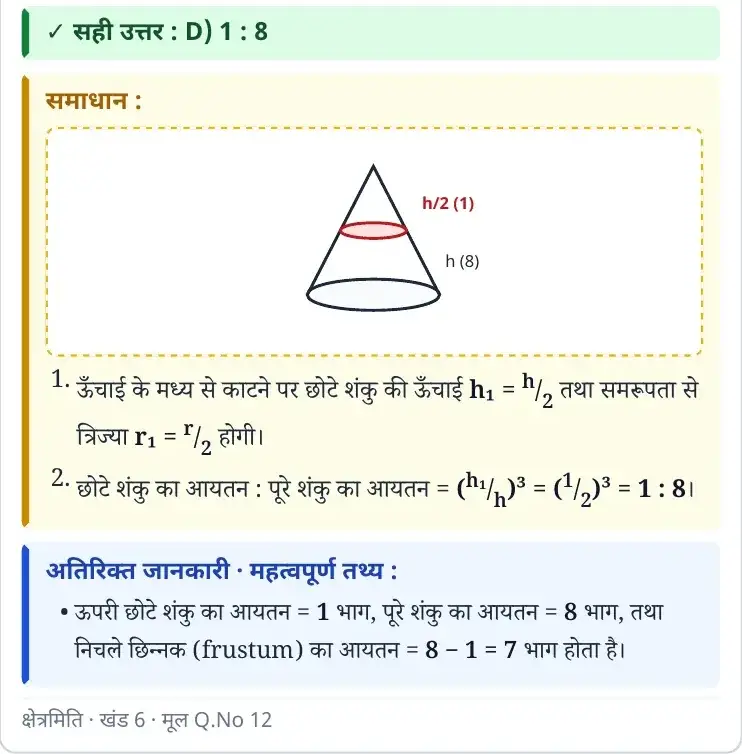 ✓ सही उत्तर : D) 1 : 8
समाधान :
h/2 (1)
h (8)
1. ऊँचाई के मध्य से काटने पर छोटे शंकु की ऊँचाई h₁ = h/2 तथा समरूपता से
त्रिज्या r₁ = r/2 होगी।
2. छोटे शंकु का आयतन : पूरे शंकु का आयतन = (h₁/h)³ = (1/2)³ = 1 : 8।
अतिरिक्त जानकारी · महत्वपूर्ण तथ्य :
• ऊपरी छोटे शंकु का आयतन = 1 भाग, पूरे शंकु का आयतन = 8 भाग, तथा
निचले छिन्नक (frustum) का आयतन = 8 − 1 = 7 भाग होता है।
क्षेत्रमिति · खंड 6 · मूल Q.No 12